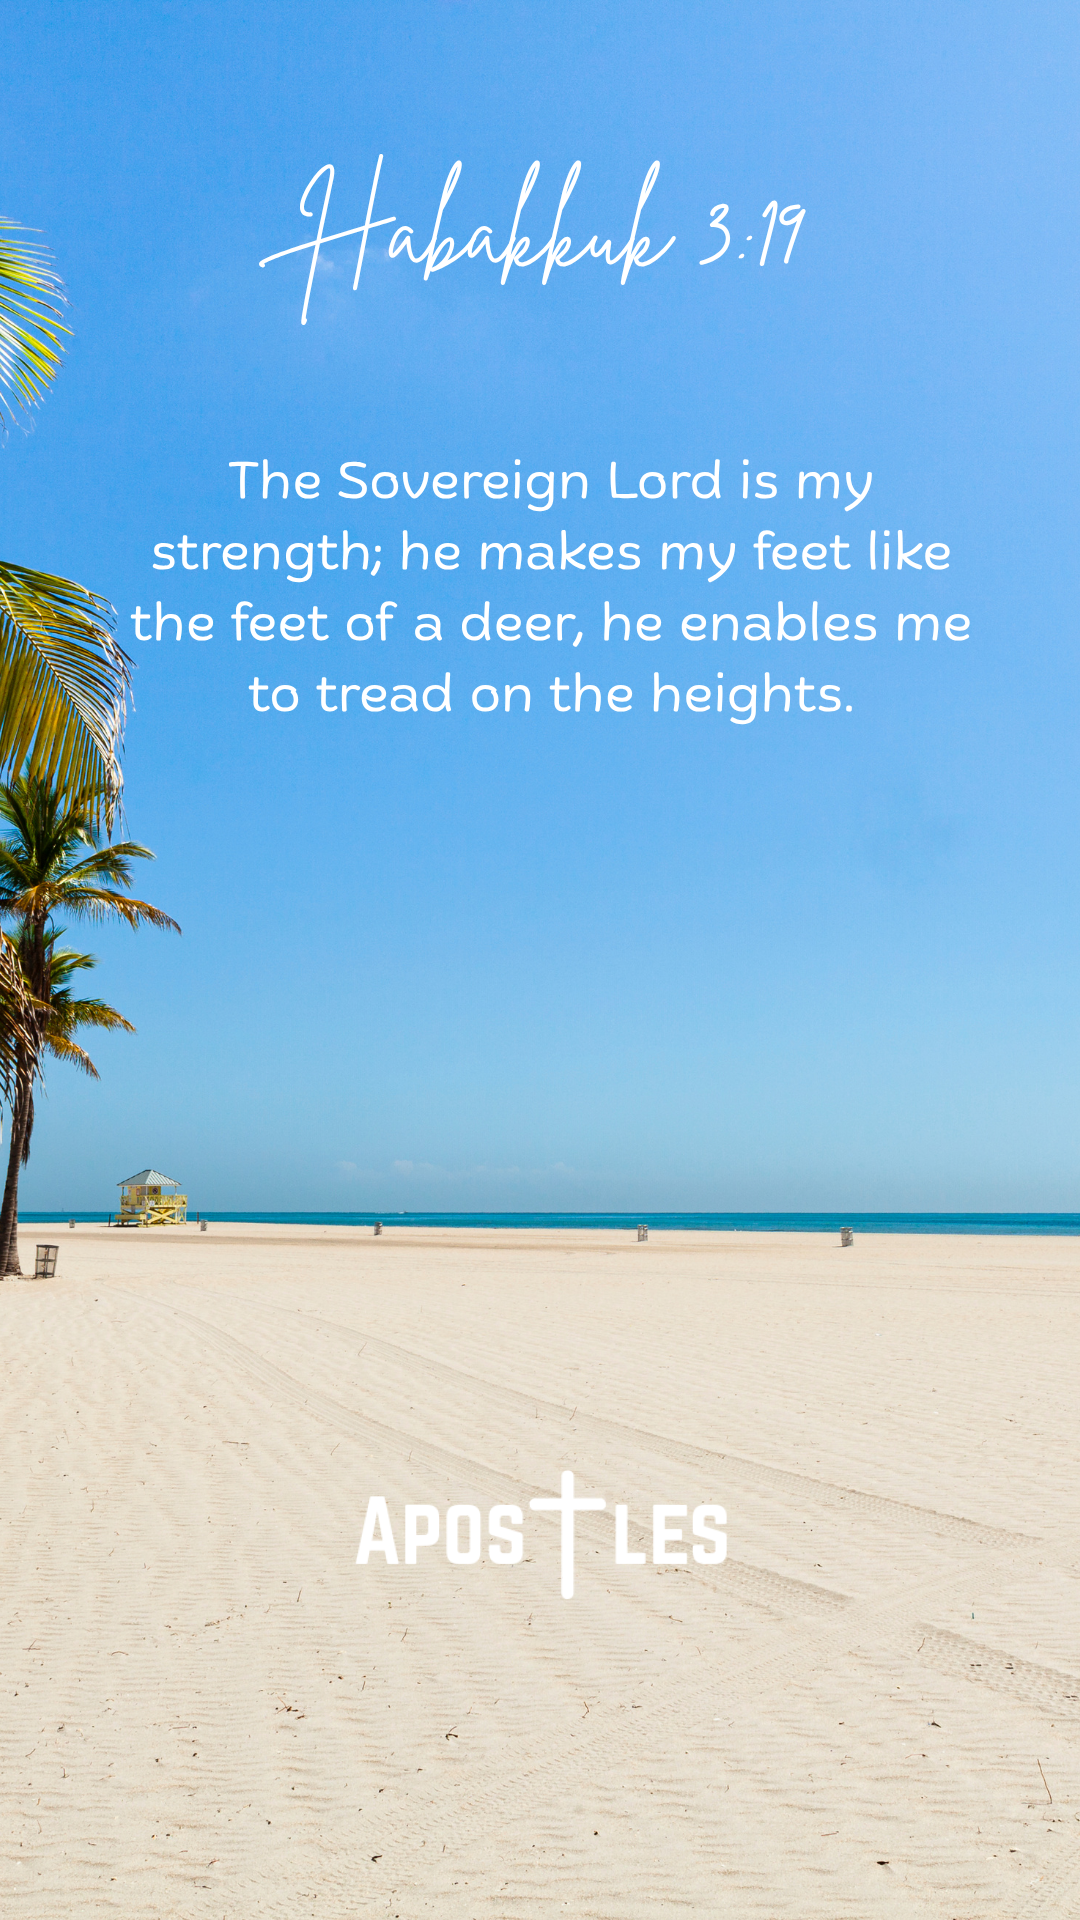 Habakkuk 3:19
The Sovereign Lord is my
strength; he makes my feet like
the feet of a deer, he enables me
to tread on the heights.
APOSTLES